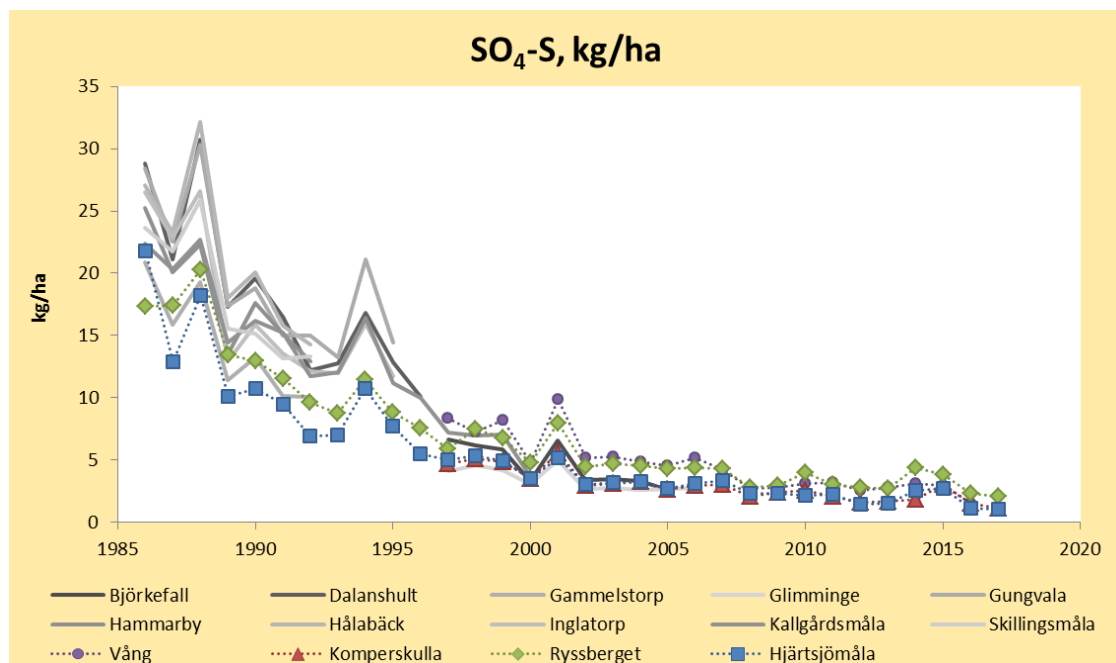 SO₄-S, kg/ha
35
30
25
20
15
10
5
0
kg/ha
1985 1990 1995 2000 2005 2010 2015 2020
Björkefall Dalanshult Gammelstorp Glimminge Gungvala
Hammarby Hålabäck Inglatorp Kallgårdsmåla Skillingsmåla
Vång Komperskulla Ryssberget Hjärtsjömåla